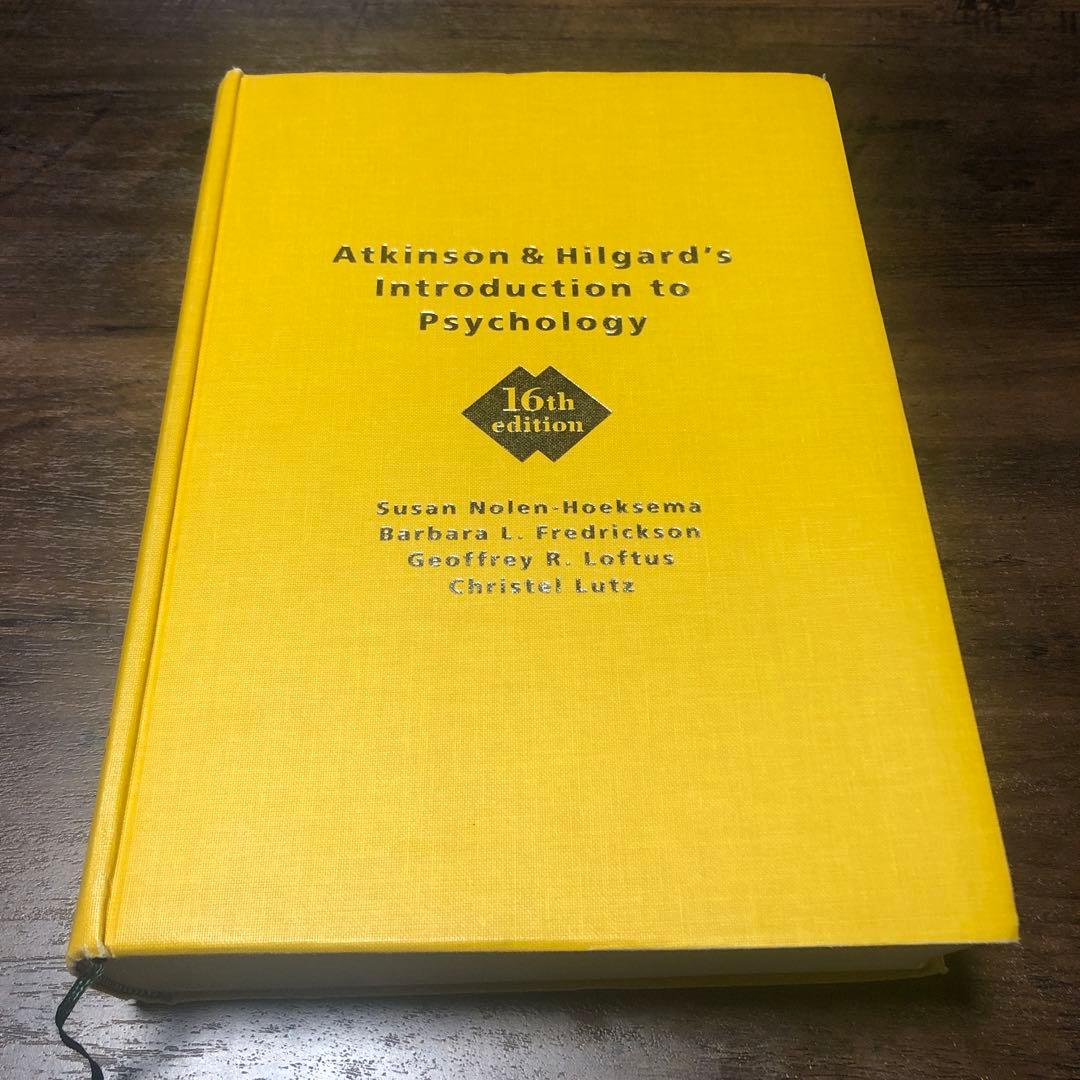 Atkinson & Hilgard's
Introduction to
Psychology
16th
edition
Susan Nolen-Hoeksema
Barbara L. Fredrickson
Geoffrey R. Loftus
Christel Lutz